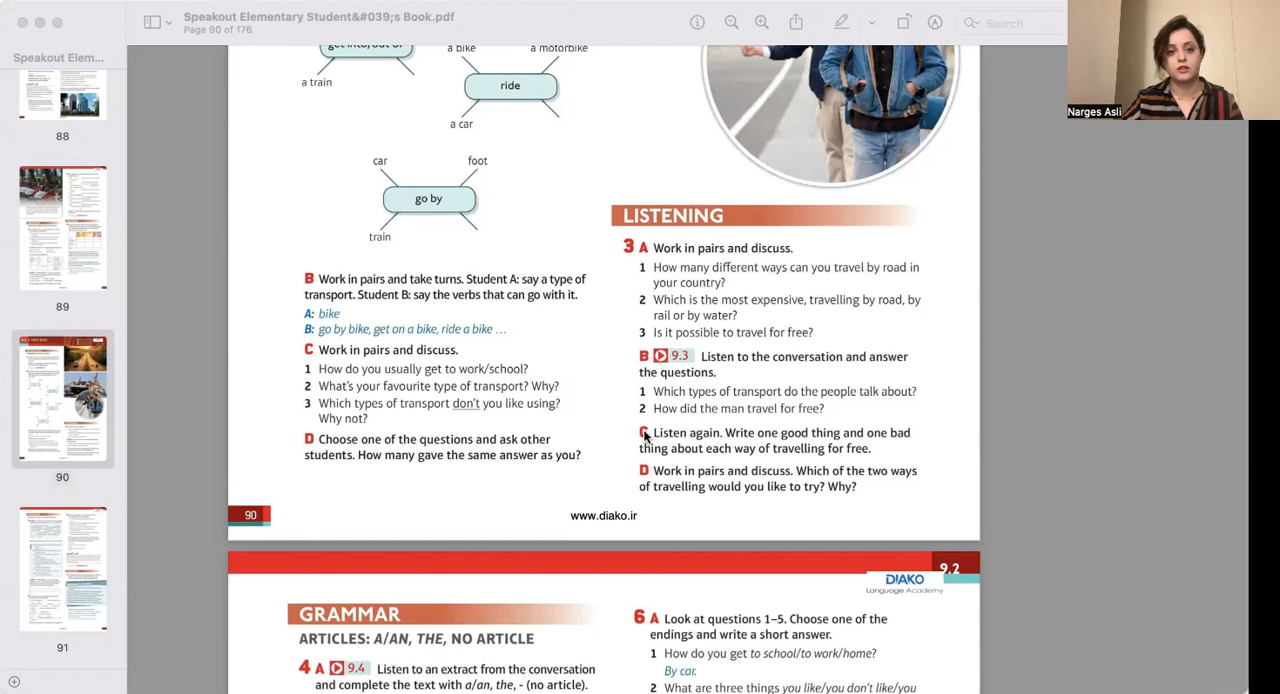 Speakout Elementary Student&#039;s Book.pdf
Page 90 of 176
Search
Speakout Elem...
88
89
90
91
Narges Asli
get into/out of
a train
a bike
a motorbike
ride
a car
car
foot
go by
train
B Work in pairs and take turns. Student A: say a type of
transport. Student B: say the verbs that can go with it.
A: bike
B: go by bike, get on a bike, ride a bike ...
C Work in pairs and discuss.
1 How do you usually get to work/school?
2 What's your favourite type of transport? Why?
3 Which types of transport don't you like using?
Why not?
D Choose one of the questions and ask other
students. How many gave the same answer as you?
LISTENING
3 A Work in pairs and discuss.
1 How many different ways can you travel by road in
your country?
2 Which is the most expensive, travelling by road, by
rail or by water?
3 Is it possible to travel for free?
B 9.3 Listen to the conversation and answer
the questions.
1 Which types of transport do the people talk about?
2 How did the man travel for free?
C Listen again. Write one good thing and one bad
thing about each way of travelling for free.
D Work in pairs and discuss. Which of the two ways
of travelling would you like to try? Why?
90
www.diako.ir
9.2
DIAKO
Language Academy
GRAMMAR
ARTICLES: A/AN, THE, NO ARTICLE
4 A 9.4 Listen to an extract from the conversation
and complete the text with a/an, the, - (no article).
6 A Look at questions 1–5. Choose one of the
endings and write a short answer.
1 How do you get to school/to work/home?
By car.
2 What are three things you like/you don't like/you